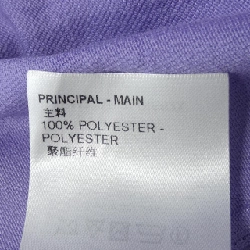 PRINCIPAL - MAIN
主料
100% POLYESTER -
POLYESTER
聚酯纤维